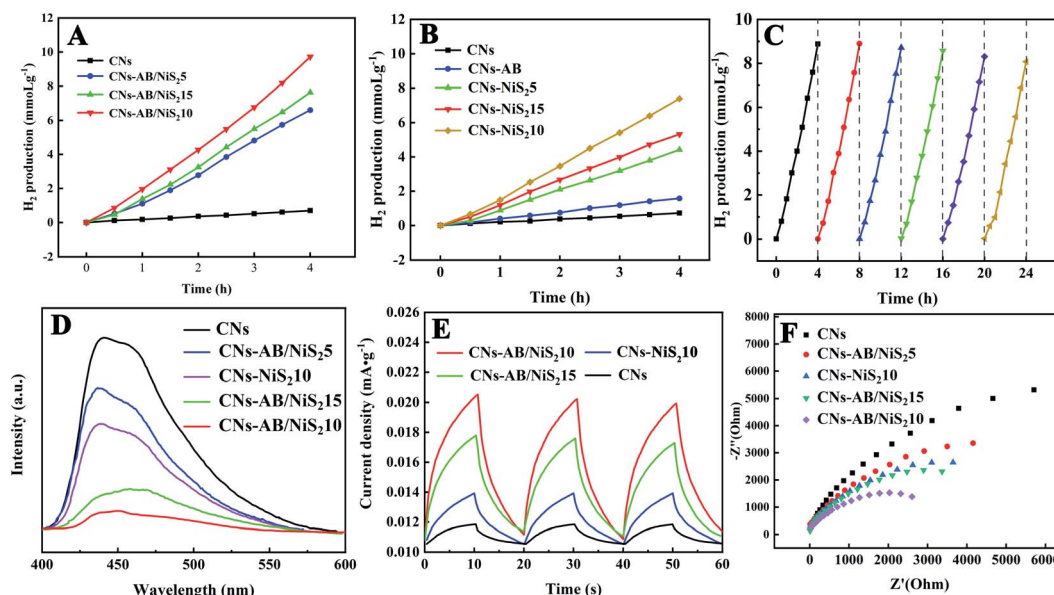 A
CNs
CNs-AB/NiS₂5
CNs-AB/NiS₂15
CNs-AB/NiS₂10
H₂ production (mmoLg⁻¹)
12
10
8
6
4
2
0
-2
0 1 2 3 4
Time (h)
B
CNs
CNs-AB
CNs-NiS₂5
CNs-NiS₂15
CNs-NiS₂10
H₂ production (mmoLg⁻¹)
12
10
8
6
4
2
0
-2
0 1 2 3 4
Time (h)
C
H₂ production (mmoLg⁻¹)
10
8
6
4
2
0
0 4 8 12 16 20 24
Time (h)
D
CNs
CNs-AB/NiS₂5
CNs-NiS₂10
CNs-AB/NiS₂15
CNs-AB/NiS₂10
Intensity (a.u.)
400 450 500 550 600
Wavelength (nm)
E
CNs-AB/NiS₂10 CNs-NiS₂10
CNs-AB/NiS₂15 CNs
Current density (mA•g⁻¹)
0.026
0.024
0.022
0.020
0.018
0.016
0.014
0.012
0.010
0 10 20 30 40 50 60
Time (s)
F
CNs
CNs-AB/NiS₂5
CNs-NiS₂10
CNs-AB/NiS₂15
CNs-AB/NiS₂10
-Z''(Ohm)
8000
7000
6000
5000
4000
3000
2000
1000
0
0 1000 2000 3000 4000 5000 6000
Z'(Ohm)